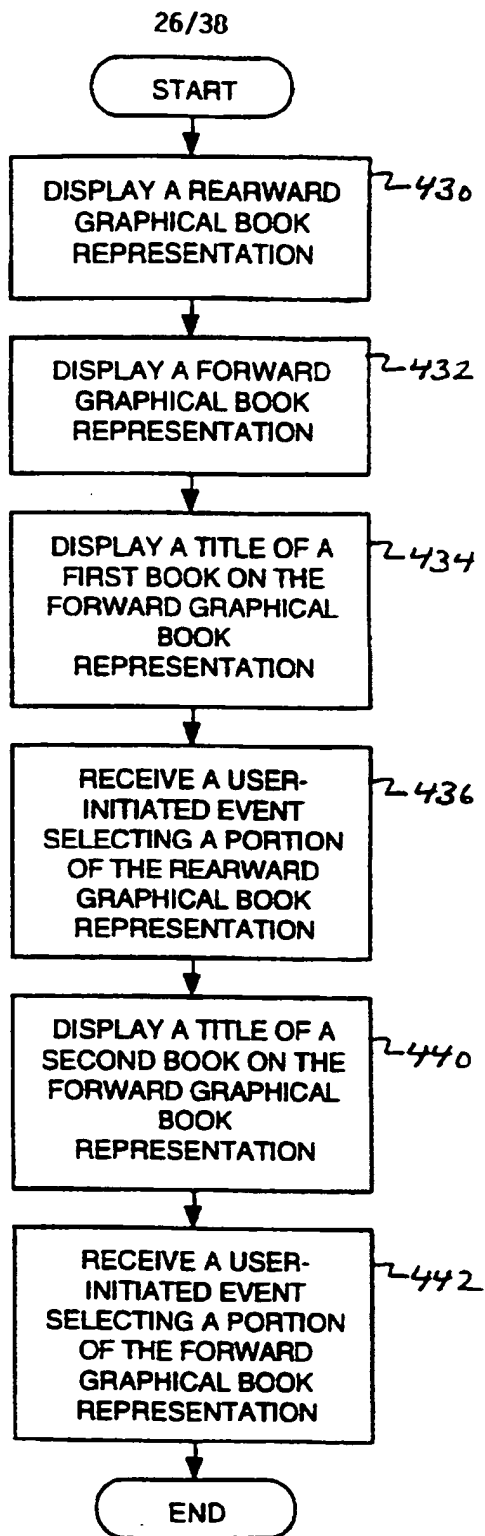 26/38
START
DISPLAY A REARWARD
GRAPHICAL BOOK
REPRESENTATION
430
DISPLAY A FORWARD
GRAPHICAL BOOK
REPRESENTATION
432
DISPLAY A TITLE OF A
FIRST BOOK ON THE
FORWARD GRAPHICAL
BOOK
REPRESENTATION
434
RECEIVE A USER-
INITIATED EVENT
SELECTING A PORTION
OF THE REARWARD
GRAPHICAL BOOK
REPRESENTATION
436
DISPLAY A TITLE OF A
SECOND BOOK ON THE
FORWARD GRAPHICAL
BOOK
REPRESENTATION
440
RECEIVE A USER-
INITIATED EVENT
SELECTING A PORTION
OF THE FORWARD
GRAPHICAL BOOK
REPRESENTATION
442
END